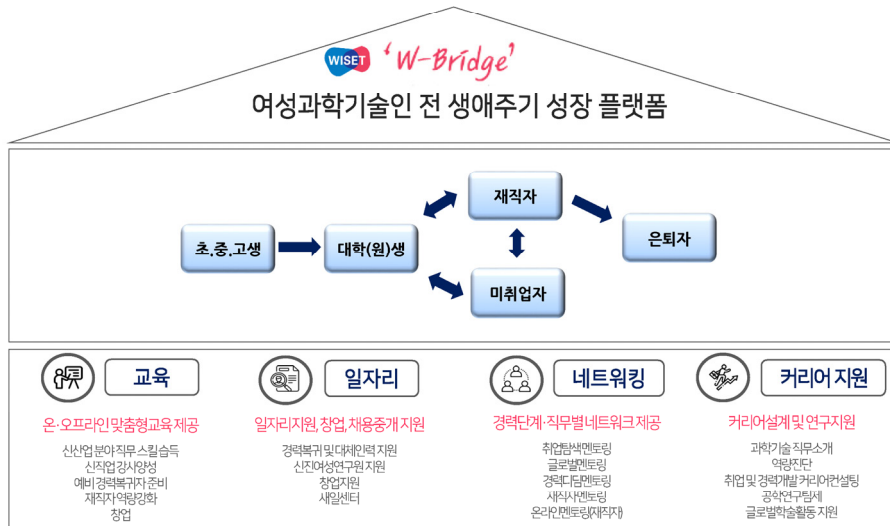 WISET 'W-Bridge'
여성과학기술인 전 생애주기 성장 플랫폼
재직자
초.중.고생
대학(원)생
은퇴자
미취업자
교육
일자리
네트워킹
커리어 지원
온·오프라인 맞춤형교육 제공
일자리지원, 창업, 채용중개 지원
경력단계·직무별 네트워크 제공
커리어설계 및 연구지원
신산업 분야 직무 스킬 습득
신직업 강사양성
예비 경력복귀자 준비
재직자 역량강화
창업
경력복귀 및 대체인력 지원
신진여성연구원 지원
창업지원
새일센터
취업탐색멘토링
글로벌멘토링
경력디딤멘토링
새직사멘토링
온라인멘토링(재직자)
과학기술 직무소개
역량진단
취업 및 경력개발 커리어컨설팅
공학연구팀제
글로벌학술활동 지원